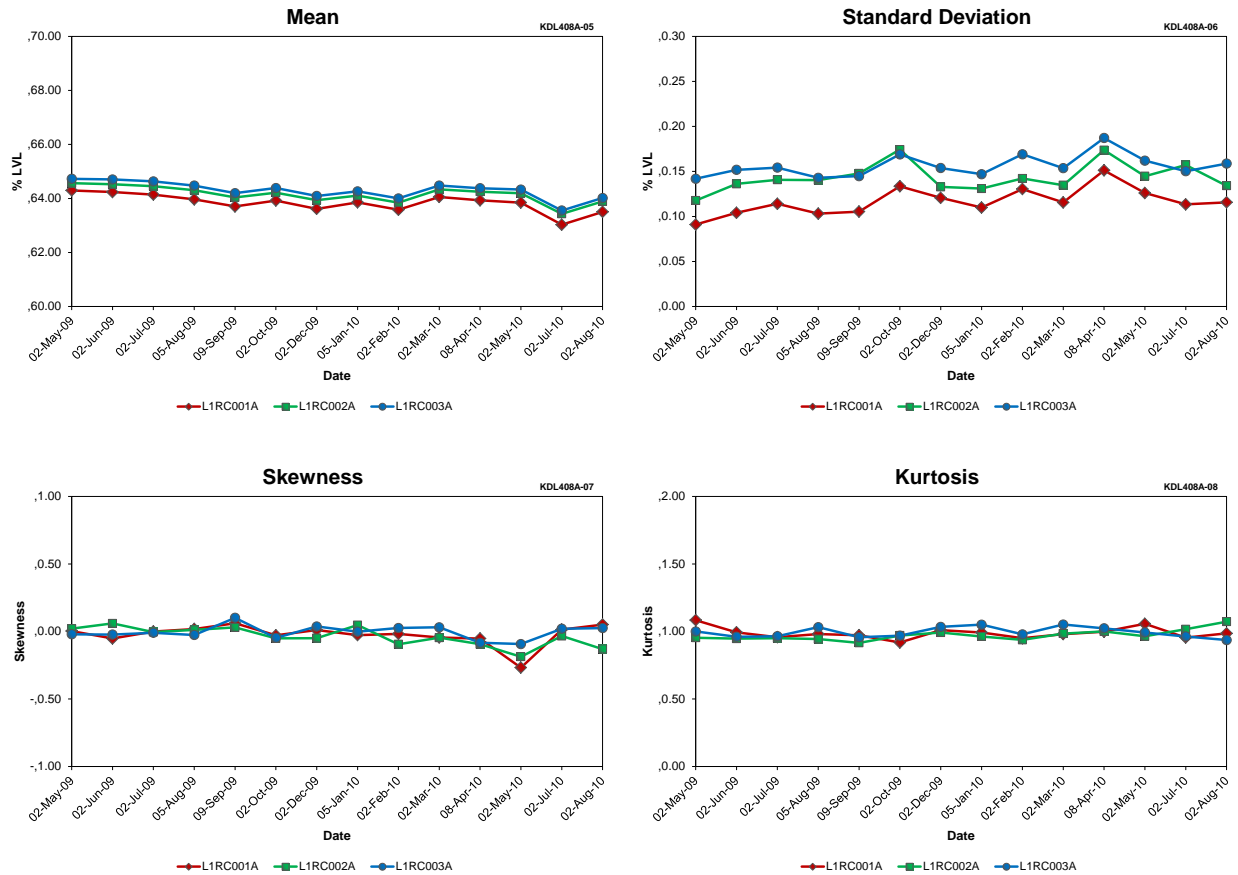 Mean
KDL408A-05
,70.00
,68.00
,66.00
,64.00
,62.00
,60.00
% LVL
02-May-09
02-Jun-09
02-Jul-09
05-Aug-09
09-Sep-09
02-Oct-09
02-Dec-09
05-Jan-10
02-Feb-10
02-Mar-10
08-Apr-10
02-May-10
02-Jul-10
02-Aug-10
Date
L1RC001A L1RC002A L1RC003A
Standard Deviation
KDL408A-06
,0.30
,0.25
,0.20
,0.15
,0.10
,0.05
,0.00
% LVL
02-May-09
02-Jun-09
02-Jul-09
05-Aug-09
09-Sep-09
02-Oct-09
02-Dec-09
05-Jan-10
02-Feb-10
02-Mar-10
08-Apr-10
02-May-10
02-Jul-10
02-Aug-10
Date
L1RC001A L1RC002A L1RC003A
Skewness
KDL408A-07
,1.00
,0.50
,0.00
-,0.50
-,1.00
Skewness
02-May-09
02-Jun-09
02-Jul-09
05-Aug-09
09-Sep-09
02-Oct-09
02-Dec-09
05-Jan-10
02-Feb-10
02-Mar-10
08-Apr-10
02-May-10
02-Jul-10
02-Aug-10
Date
L1RC001A L1RC002A L1RC003A
Kurtosis
KDL408A-08
,2.00
,1.50
,1.00
,0.50
,0.00
Kurtosis
02-May-09
02-Jun-09
02-Jul-09
05-Aug-09
09-Sep-09
02-Oct-09
02-Dec-09
05-Jan-10
02-Feb-10
02-Mar-10
08-Apr-10
02-May-10
02-Jul-10
02-Aug-10
Date
L1RC001A L1RC002A L1RC003A